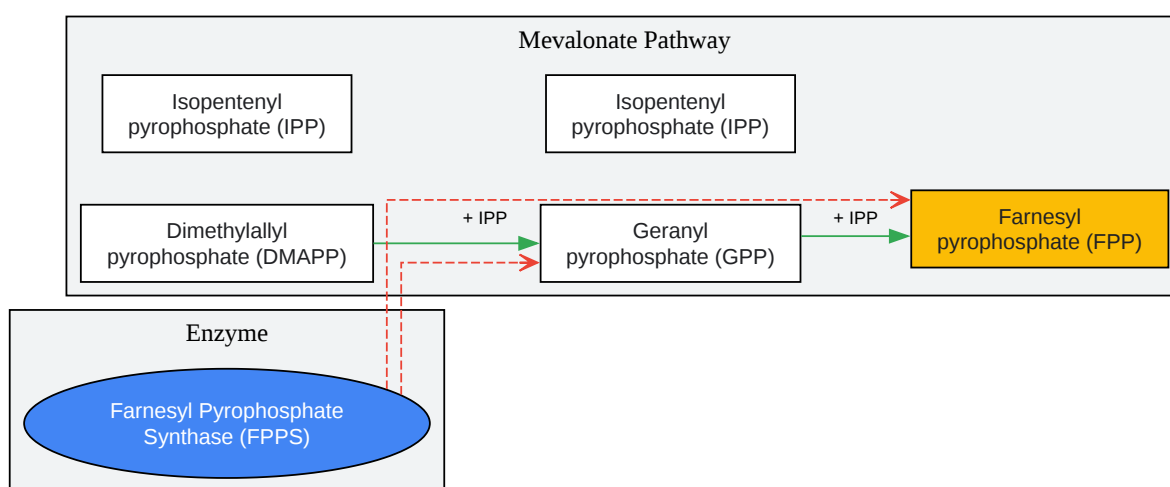 Mevalonate Pathway
Isopentenyl
pyrophosphate (IPP)
Isopentenyl
pyrophosphate (IPP)
Dimethylallyl
pyrophosphate (DMAPP)
+ IPP
Geranyl
pyrophosphate (GPP)
+ IPP
Farnesyl
pyrophosphate (FPP)
Enzyme
Farnesyl Pyrophosphate
Synthase (FPPS)